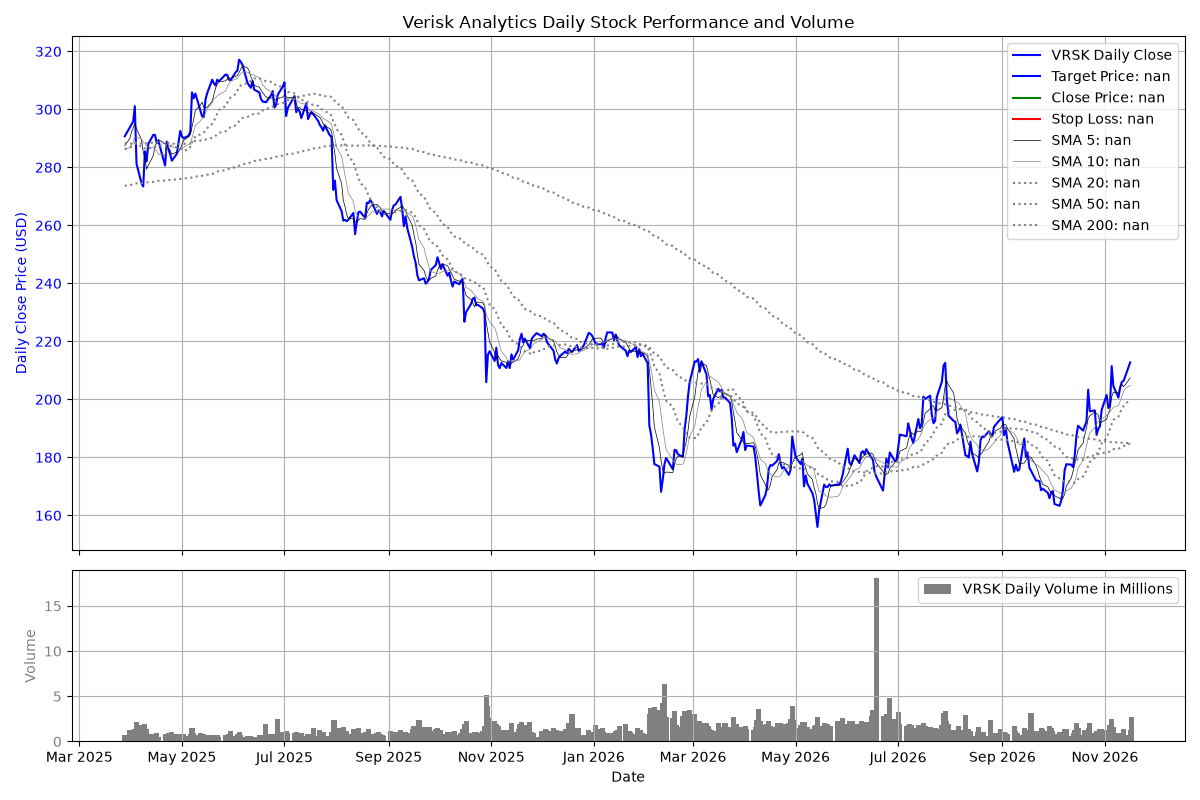 Verisk Analytics Daily Stock Performance and Volume
320
300
280
260
240
220
200
180
160
Daily Close Price (USD)
VRSK Daily Close
Target Price: nan
Close Price: nan
Stop Loss: nan
SMA 5: nan
SMA 10: nan
SMA 20: nan
SMA 50: nan
SMA 200: nan
15
10
5
0
Volume
VRSK Daily Volume in Millions
Mar 2025 May 2025 Jul 2025 Sep 2025 Nov 2025 Jan 2026 Mar 2026 May 2026 Jul 2026 Sep 2026 Nov 2026
Date